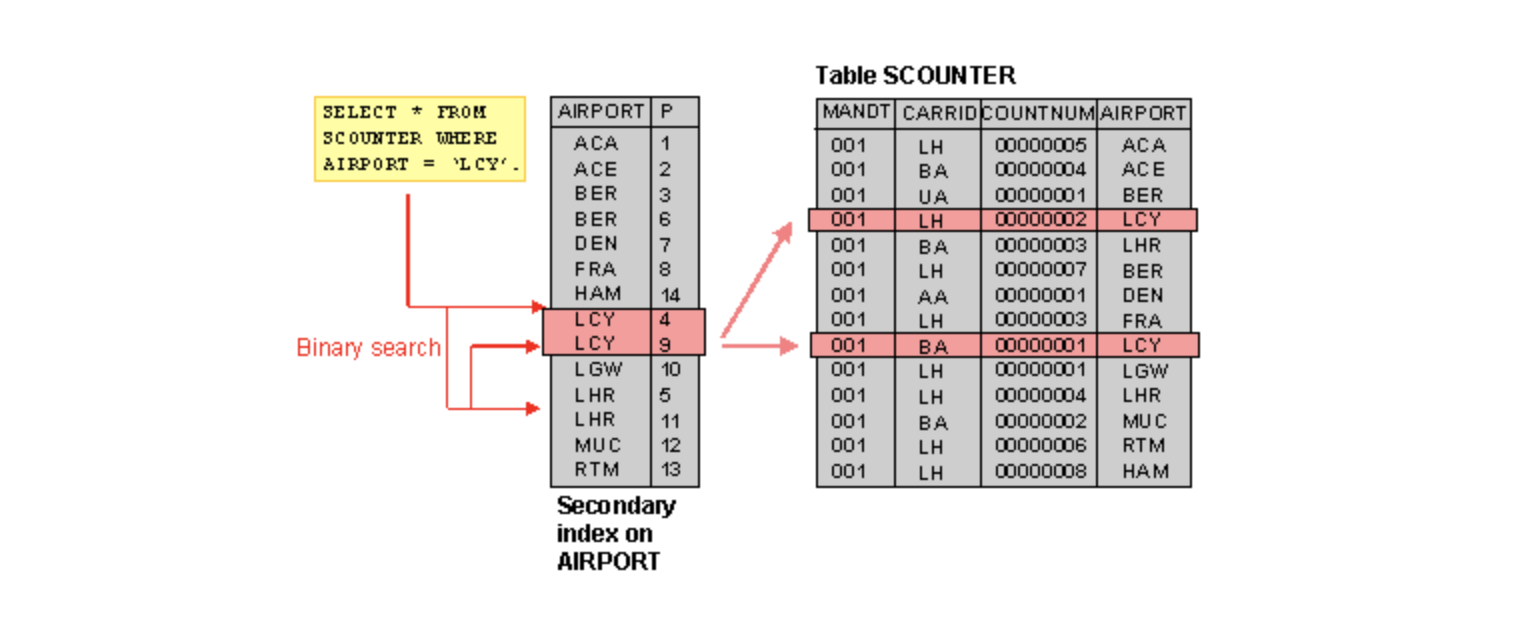 Table SCOUNTER
SELECT * FROM
SCOUNTER WHERE
AIRPORT = `LCY´.
AIRPORT P
ACA 1
ACE 2
BER 3
BER 6
DEN 7
FRA 8
HAM 14
LCY 4
LCY 9
LGW 10
LHR 5
LHR 11
MUC 12
RTM 13
Binary search
Secondary
index on
AIRPORT
MANDT CARRID COUNTNUM AIRPORT
001 LH 00000005 ACA
001 BA 00000004 ACE
001 UA 00000001 BER
001 LH 00000002 LCY
001 BA 00000003 LHR
001 LH 00000007 BER
001 AA 00000001 DEN
001 LH 00000003 FRA
001 BA 00000001 LCY
001 LH 00000001 LGW
001 LH 00000004 LHR
001 BA 00000002 MUC
001 LH 00000006 RTM
001 LH 00000008 HAM